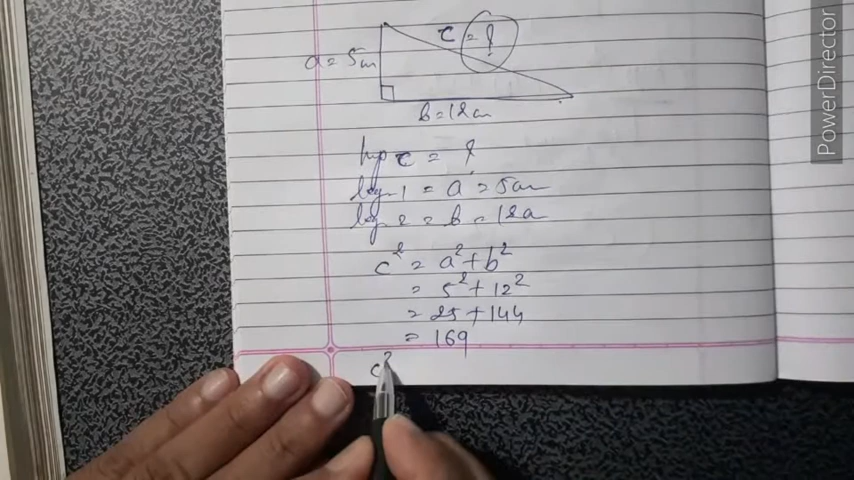 c = ?
a = 5cm
b = 12cm
hyp c = ?
leg-1 = a = 5cm
leg-2 = b = 12cm
c² = a² + b²
= 5² + 12²
= 25 + 144
= 169
c²
PowerDirector